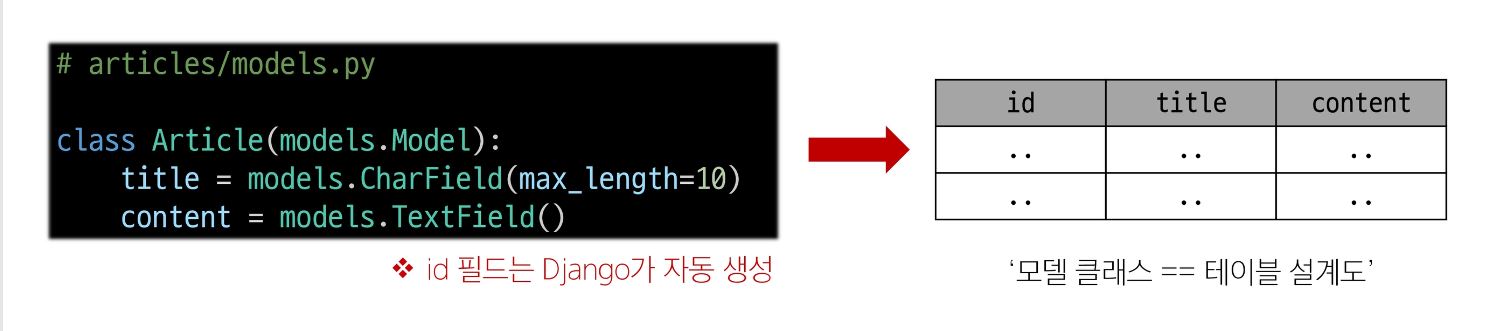 # articles/models.py
class Article(models.Model):
    title = models.CharField(max_length=10)
    content = models.TextField()
❖ id 필드는 Django가 자동 생성
id title content
.. .. ..
.. .. ..
‘모델 클래스 == 테이블 설계도’